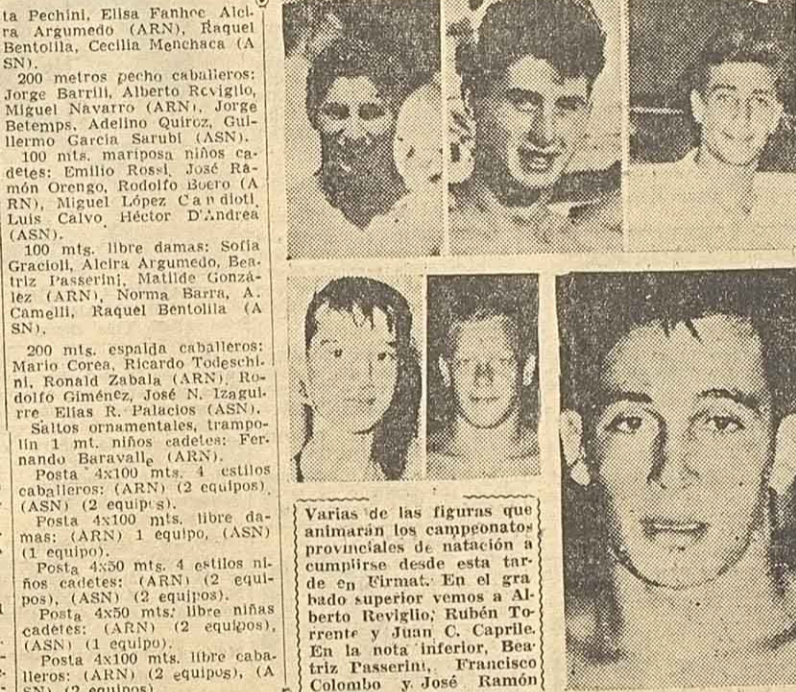 ta Pechini, Elisa Fanhoe Alci-
ra Argumedo (ARN), Raquel
Bentolila, Cecilia Menchaca (A
SN).
200 metros pecho caballeros:
Jorge Barrili, Alberto Reviglio,
Miguel Navarro (ARN), Jorge
Betemps, Adelino Quiroz, Gui-
llermo García Sarubi (ASN).
100 mts. mariposa niños ca-
detes: Emilio Rossi, José Ra-
món Orengo, Rodolfo Boero (A
RN), Miguel López Candioti
Luis Calvo, Héctor D'Andrea
(ASN).
100 mtg. libre damas: Sofía
Gracioli, Alcira Argumedo, Bea-
triz Passerini, Matilde Gonzá-
lez (ARN), Norma Barra, A.
Camelli, Raquel Bentolila (A
SN).
200 mts. espalda caballeros:
Mario Corea, Ricardo Todeschi-
ni, Ronald Zabala (ARN), Ro-
dolfo Giménez, José N. Izagui-
rre Elías R. Palacios (ASN).
Saltos ornamentales, trampo-
lín 1 mt. niños cadetes: Fer-
nando Baravalle (ARN).
Posta 4x100 mts. 4 estilos
caballeros: (ARN) (2 equipos),
(ASN) (2 equipos).
Posta 4x100 mts. libre da-
mas: (ARN) 1 equipo, (ASN)
(1 equipo).
Posta 4x50 mts. 4 estilos ni-
ños cadetes: (ARN) (2 equi-
pos), (ASN) (2 equipos).
Posta 4x50 mts. libre niñas
cadetes: (ARN) (2 equipos),
(ASN) (1 equipo).
Posta 4x100 mts. libre caba-
lleros: (ARN) (2 equipos), (A
SN) (2 equipos)
Varias de las figuras que
animarán los campeonatos
provinciales de natación a
cumplirse desde esta tar-
de en Firmat. En el gra
bado superior vemos a Al-
berto Reviglio, Rubén To-
rrente y Juan C. Caprile.
En la nota inferior, Bea-
triz Passerini, Francisco
Colombo y José Ramón